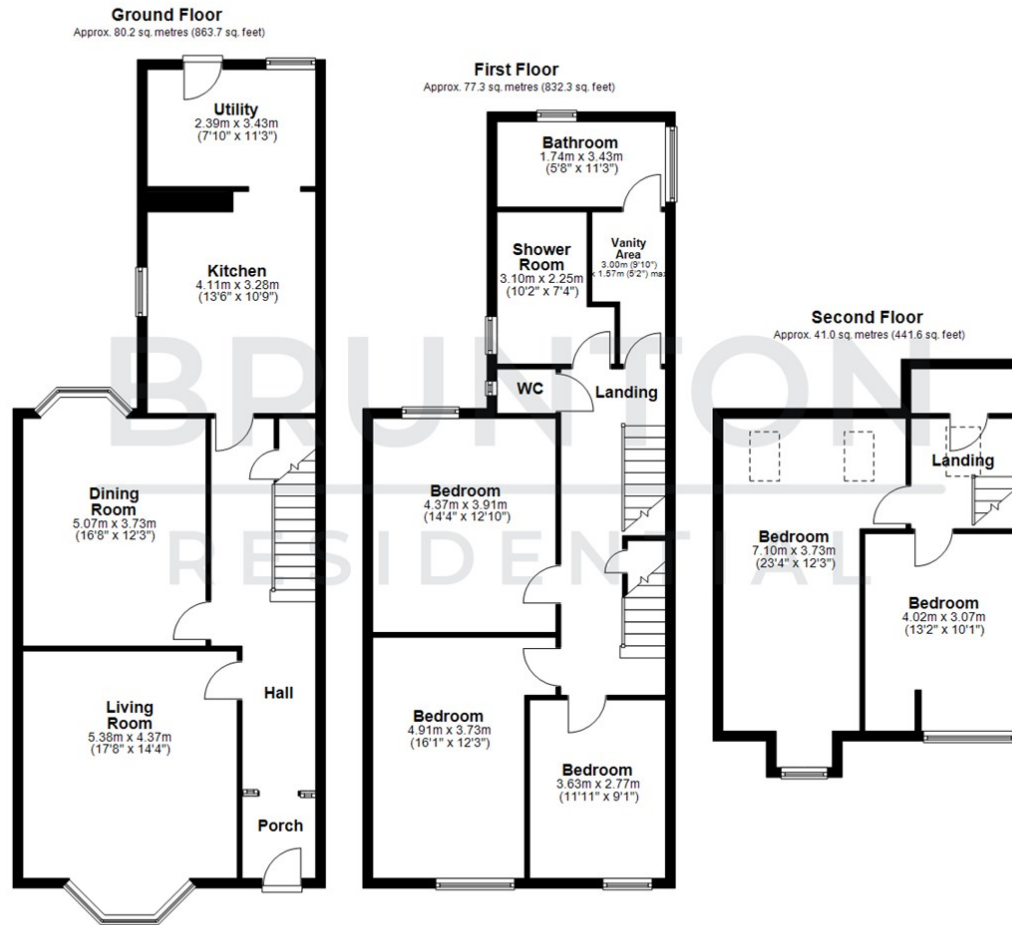 Ground Floor
Approx. 80.2 sq. metres (863.7 sq. feet)
Utility
2.39m x 3.43m
(7'10" x 11'3")
Kitchen
4.11m x 3.28m
(13'6" x 10'9")
Dining
Room
5.07m x 3.73m
(16'8" x 12'3")
Living
Room
5.38m x 4.37m
(17'8" x 14'4")
Hall
Porch
First Floor
Approx. 77.3 sq. metres (832.3 sq. feet)
Bathroom
1.74m x 3.43m
(5'8" x 11'3")
Shower
Room
3.10m x 2.25m
(10'2" x 7'4")
Vanity
Area
3.00m (9'10")
x 1.57m (5'2") max
WC
Landing
Bedroom
4.37m x 3.91m
(14'4" x 12'10")
Bedroom
4.91m x 3.73m
(16'1" x 12'3")
Bedroom
3.63m x 2.77m
(11'11" x 9'1")
Second Floor
Approx. 41.0 sq. metres (441.6 sq. feet)
Landing
Bedroom
7.10m x 3.73m
(23'4" x 12'3")
Bedroom
4.02m x 3.07m
(13'2" x 10'1")
BRUNTON
RESIDENTIAL